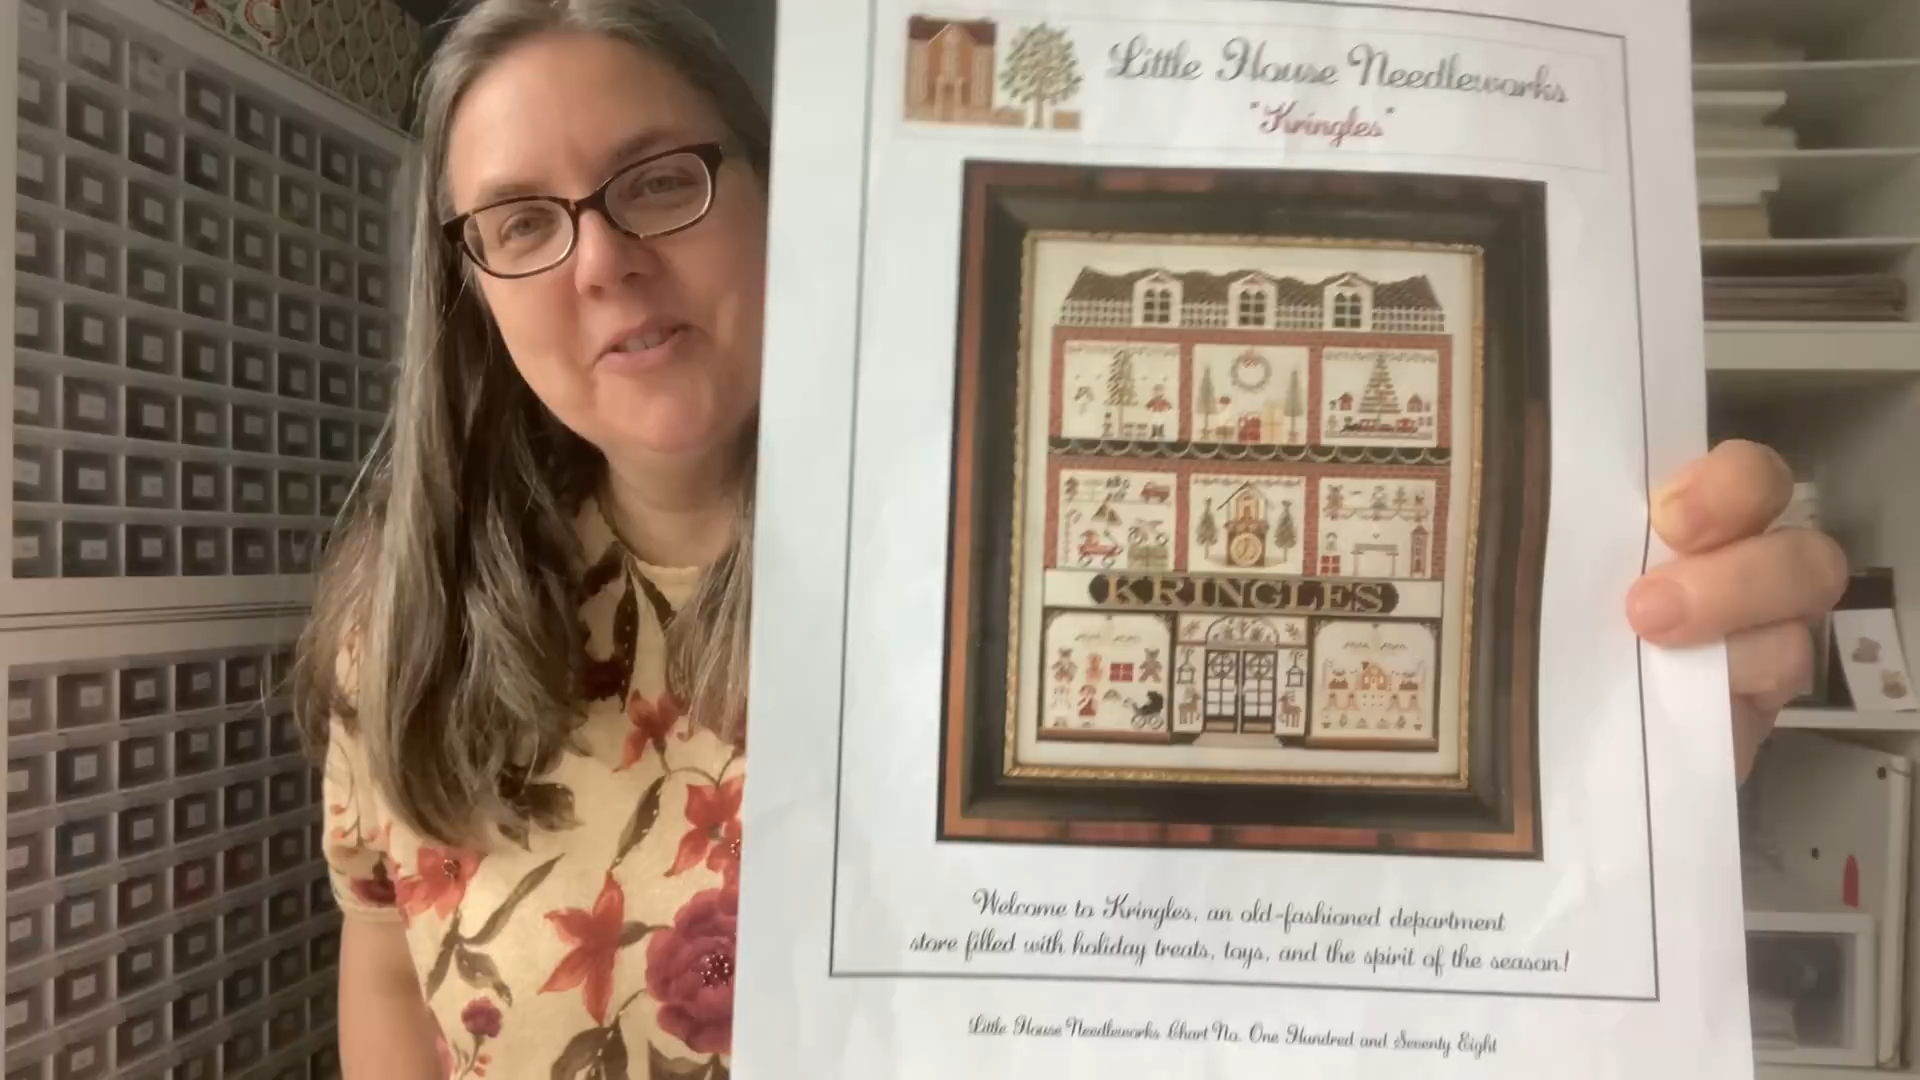 Little House Needleworks
"Kringles"
ABC
KRINGLES
Welcome to Kringles, an old-fashioned department
store filled with holiday treats, toys, and the spirit of the season!
Little House Needleworks Chart No. One Hundred and Seventy Eight